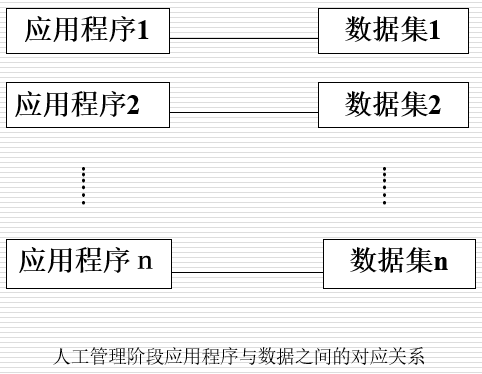 应用程序1 数据集1
应用程序2 数据集2
应用程序 n 数据集n
人工管理阶段应用程序与数据之间的对应关系